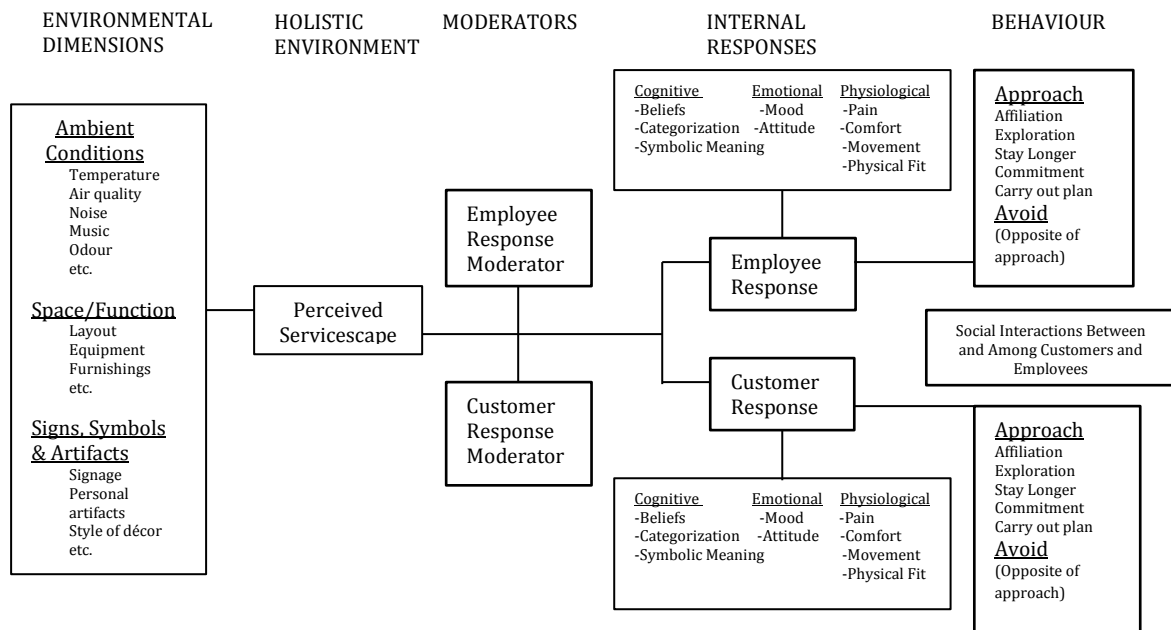 ENVIRONMENTAL
DIMENSIONS
HOLISTIC
ENVIRONMENT
MODERATORS
INTERNAL
RESPONSES
BEHAVIOUR
Ambient
Conditions
Temperature
Air quality
Noise
Music
Odour
etc.
Space/Function
Layout
Equipment
Furnishings
etc.
Signs, Symbols
& Artifacts
Signage
Personal
artifacts
Style of décor
etc.
Perceived
Servicescape
Employee
Response
Moderator
Customer
Response
Moderator
Cognitive
-Beliefs
-Categorization
-Symbolic Meaning
Emotional
-Mood
-Attitude
Physiological
-Pain
-Comfort
-Movement
-Physical Fit
Employee
Response
Customer
Response
Cognitive
-Beliefs
-Categorization
-Symbolic Meaning
Emotional
-Mood
-Attitude
Physiological
-Pain
-Comfort
-Movement
-Physical Fit
Approach
Affiliation
Exploration
Stay Longer
Commitment
Carry out plan
Avoid
(Opposite of
approach)
Social Interactions Between
and Among Customers and
Employees
Approach
Affiliation
Exploration
Stay Longer
Commitment
Carry out plan
Avoid
(Opposite of
approach)